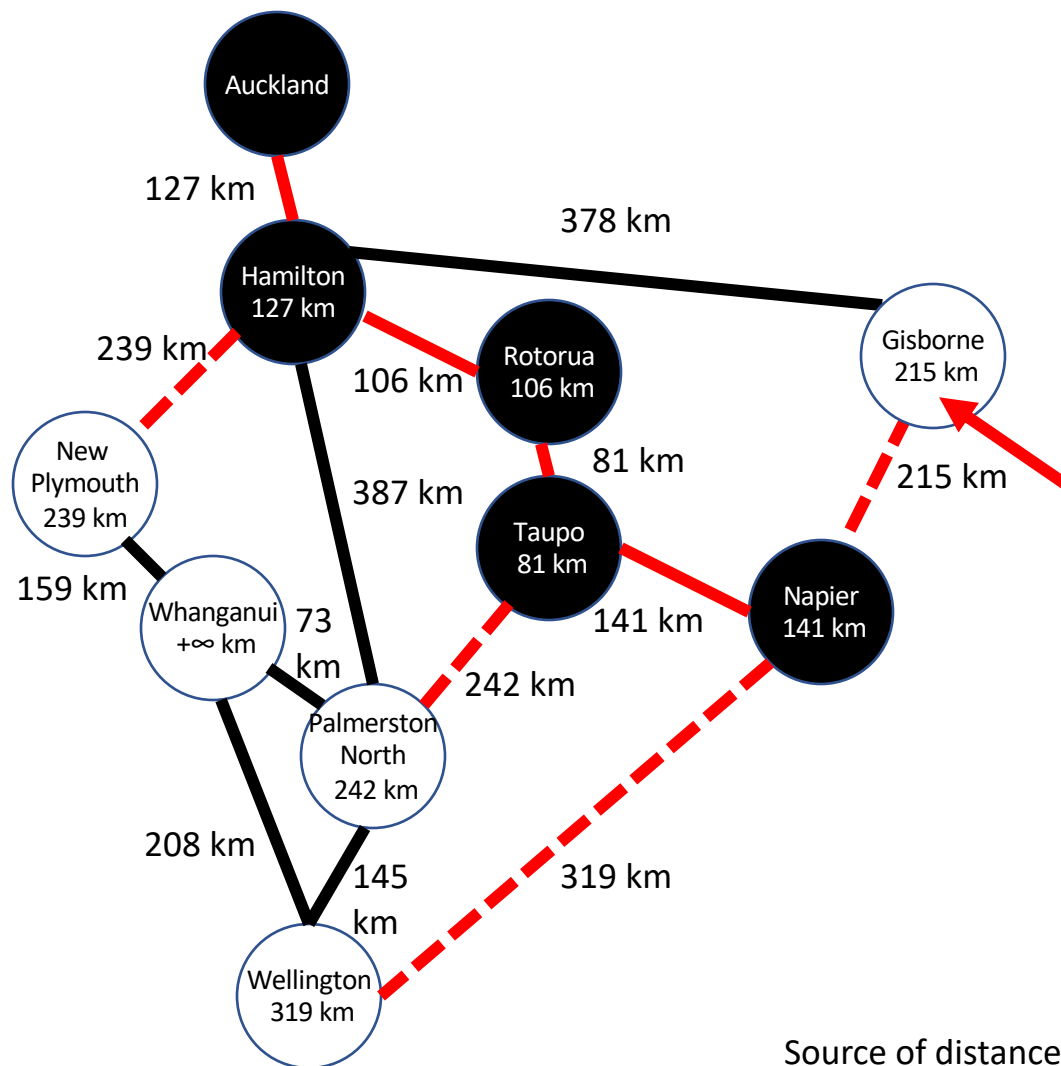 Auckland
127 km
378 km
Hamilton
127 km
239 km
106 km
Rotorua
106 km
Gisborne
215 km
New
Plymouth
239 km
387 km
81 km
215 km
Taupo
81 km
159 km
Whanganui
+∞ km
73
km
141 km
Napier
141 km
242 km
Palmerston
North
242 km
208 km
145
km
319 km
Wellington
319 km
Source of distance